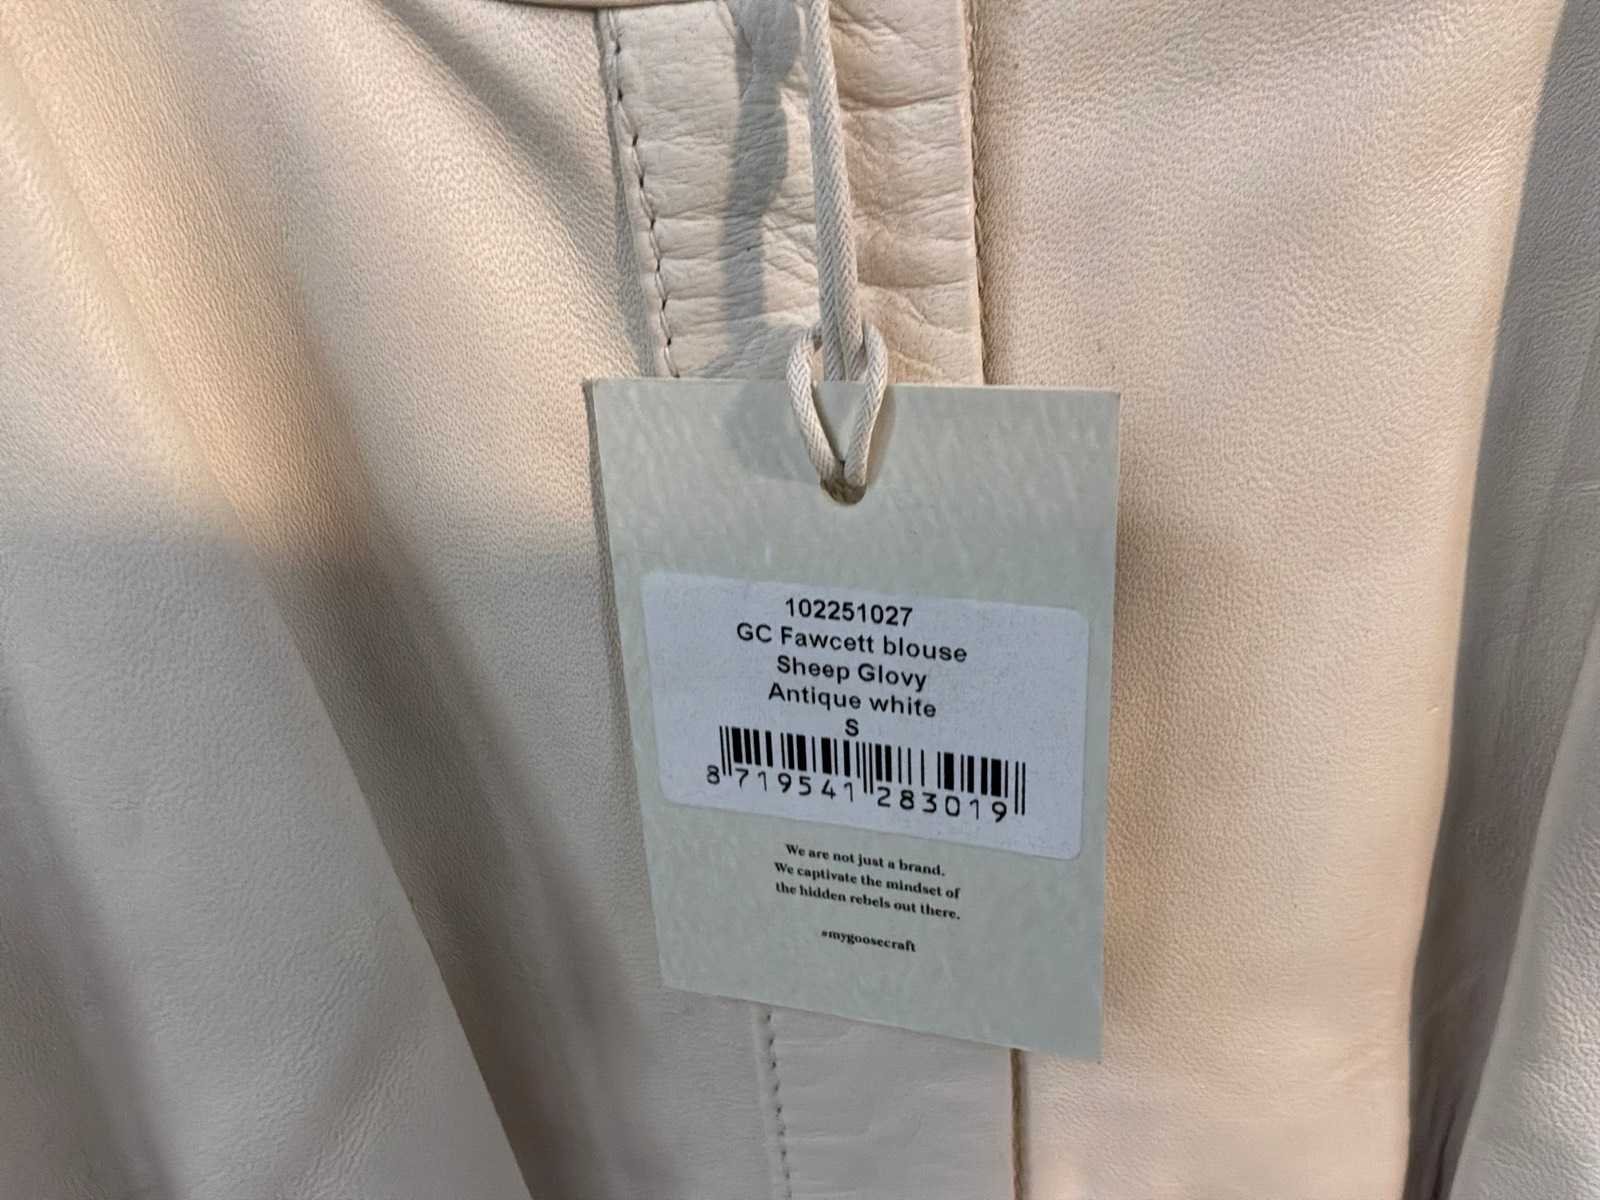 102251027
GC Fawcett blouse
Sheep Glovy
Antique white
S
8 719541 283019
We are not just a brand.
We captivate the mindset of
the hidden rebels out there.
#mygoosecraft